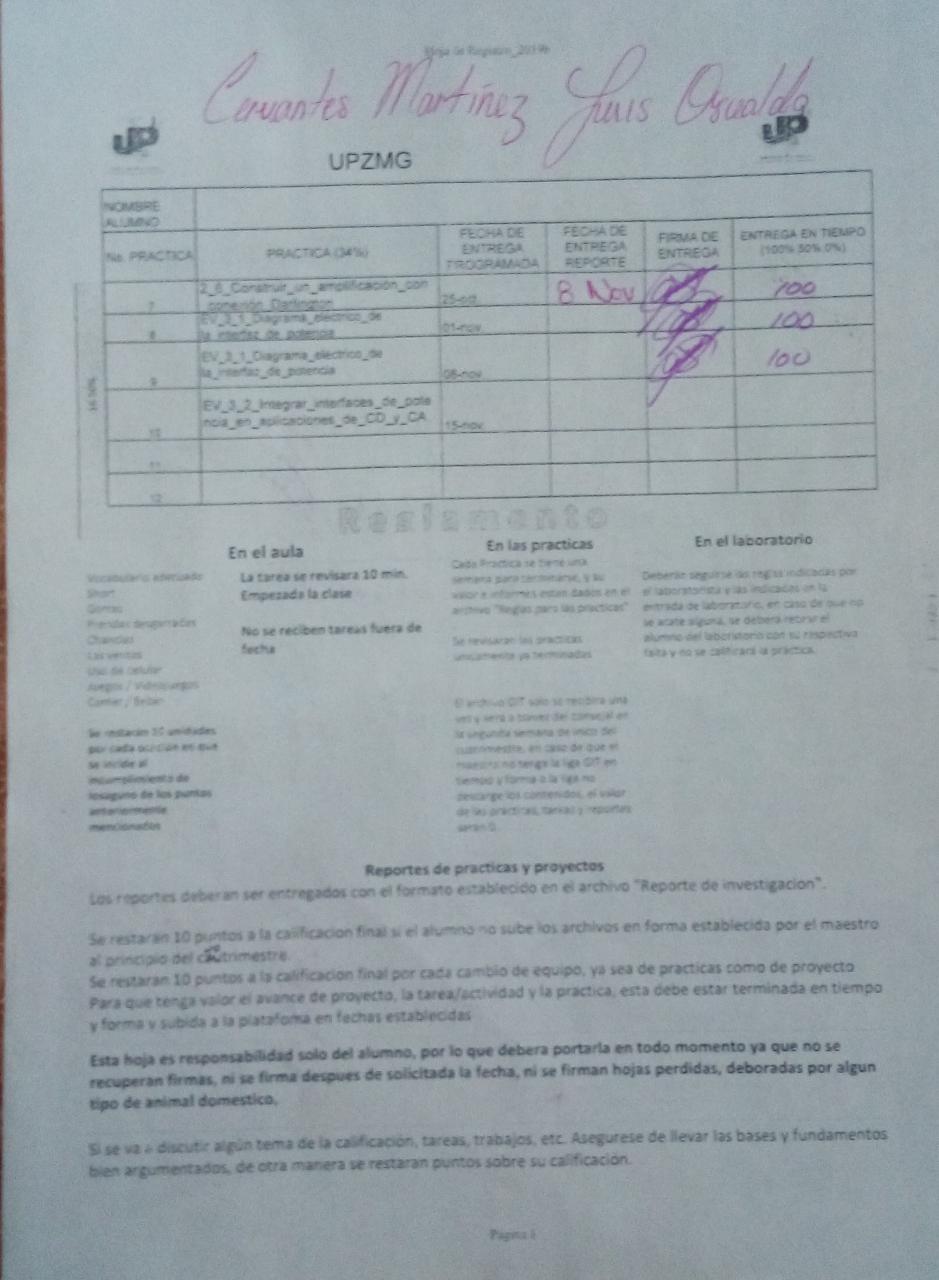 Hoja de Registro_2019b
Cervantes Martínez Luis Oswaldo
UP
UP
UPZMG
NOMBRE ALUMNO
No. PRACTICA
PRACTICA (34%)
FECHA DE ENTREGA PROGRAMADA
FECHA DE ENTREGA REPORTE
FIRMA DE ENTREGA
ENTREGA EN TIEMPO (100% 50% 0%)
7
2_6_Construir_un_amplificación_con
_conexión_Darlington
25-oct
8 Nov
100
8
EV_3_1_Diagrama_eléctrico_de
la_interfaz_de_potencia
01-nov
100
9
EV_3_1_Diagrama_eléctrico_de
la_interfaz_de_potencia
08-nov
100
10
EV_3_2_Integrar_interfaces_de_pote
ncia_en_aplicaciones_de_CD_y_CA
15-nov
11
12
Reglamento
En el aula
Vocabulario adecuado
Short
Gorras
Prendas desgarradas
Chanclas
Las ventas
Uso de celular
Juegos / Videojuegos
Comer / Beber
Se restaran 10 unidades
por cada ocasión en que
se incide al
incumplimiento de
losaguno de los puntos
anteriormente
mencionados
La tarea se revisara 10 min.
Empezada la clase
No se reciben tareas fuera de
fecha
En las practicas
Cada Practica se tiene una
semana para terminarse, y su
valor e informes estan dados en el
archivo "Reglas para las practicas"
Se revisaran las practicas
unicamente ya terminadas
El archivo GIT solo se recibira una
vez y sera a traves del consejal en
la segunda semana de inicio del
cuatrimestre, en caso de que el
maestro no tenga la liga GIT en
tiempo y forma o la liga no
descarge los contenidos, el valor
de las practicas, tareas y reportes
seran 0.
En el laboratorio
Deberán seguirse las reglas indicadas por
el laboratorista y las indicadas en la
entrada de laboratorio, en caso de que no
se acate alguna, se deberá retirar el
alumno del laboratorio con su respectiva
falta y no se calificará la práctica.
Reportes de practicas y proyectos
Los reportes deberan ser entregados con el formato establecido en el archivo "Reporte de investigacion".
Se restaran 10 puntos a la calificacion final si el alumno no sube los archivos en forma establecida por el maestro
al principio del cuatrimestre.
Se restaran 10 puntos a la calificacion final por cada cambio de equipo, ya sea de practicas como de proyecto
Para que tenga valor el avance de proyecto, la tarea/actividad y la practica, esta debe estar terminada en tiempo
y forma y subida a la platafoma en fechas establecidas
Esta hoja es responsabilidad solo del alumno, por lo que debera portarla en todo momento ya que no se
recuperan firmas, ni se firma despues de solicitada la fecha, ni se firman hojas perdidas, deboradas por algun
tipo de animal domestico.
Si se va a discutir algún tema de la calificación, tareas, trabajos, etc. Asegurese de llevar las bases y fundamentos
bien argumentados, de otra manera se restaran puntos sobre su calificación.
Pagina 1